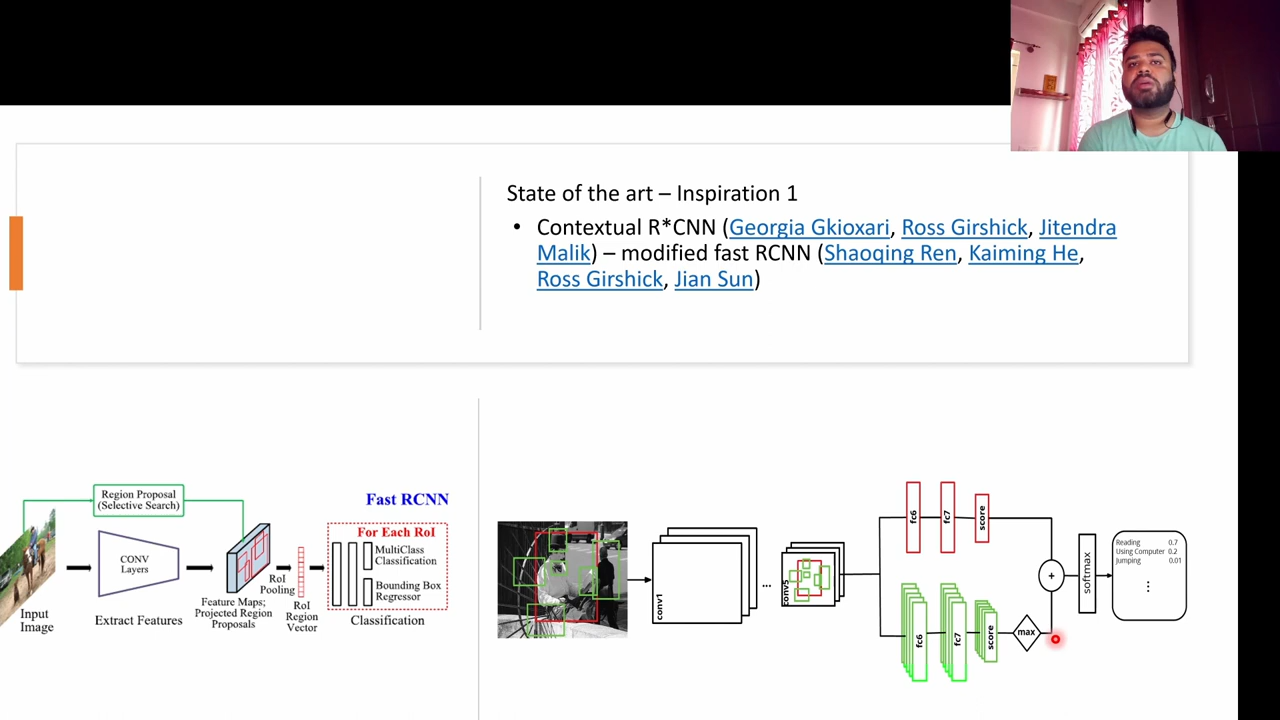 State of the art – Inspiration 1
• Contextual R*CNN (Georgia Gkioxari, Ross Girshick, Jitendra
Malik) – modified fast RCNN (Shaoqing Ren, Kaiming He,
Ross Girshick, Jian Sun)
Region Proposal
(Selective Search)
Fast RCNN
For Each RoI
CONV
Layers
MultiClass
Classification
Bounding Box
Regressor
RoI
Pooling
Input
Image
Extract Features
Feature Maps;
Projected Region
Proposals
RoI
Region
Vector
Classification
conv1
...
conv5
fc6
fc7
score
fc6
fc7
score
max
+
softmax
Reading 0.7
Using Computer 0.2
Jumping 0.01
⋮